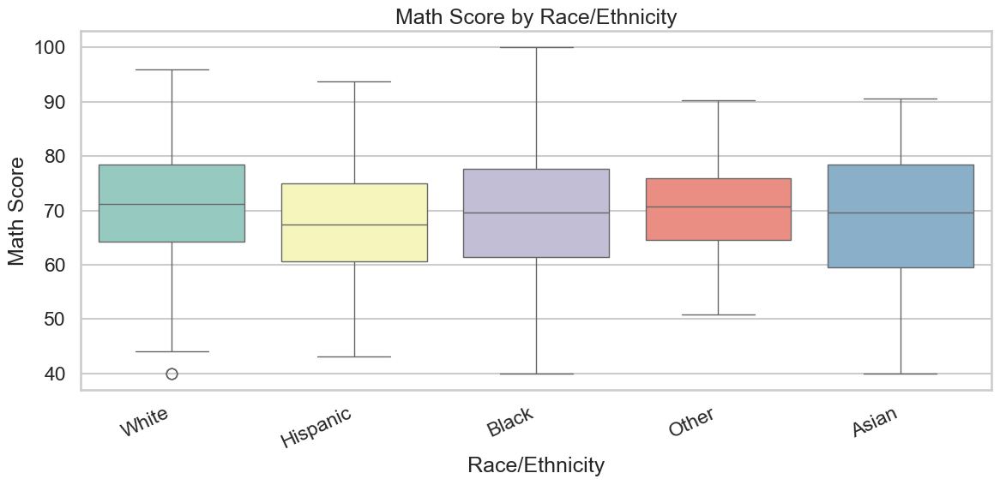 Math Score by Race/Ethnicity
Math Score
100
90
80
70
60
50
40
White
Hispanic
Black
Other
Asian
Race/Ethnicity